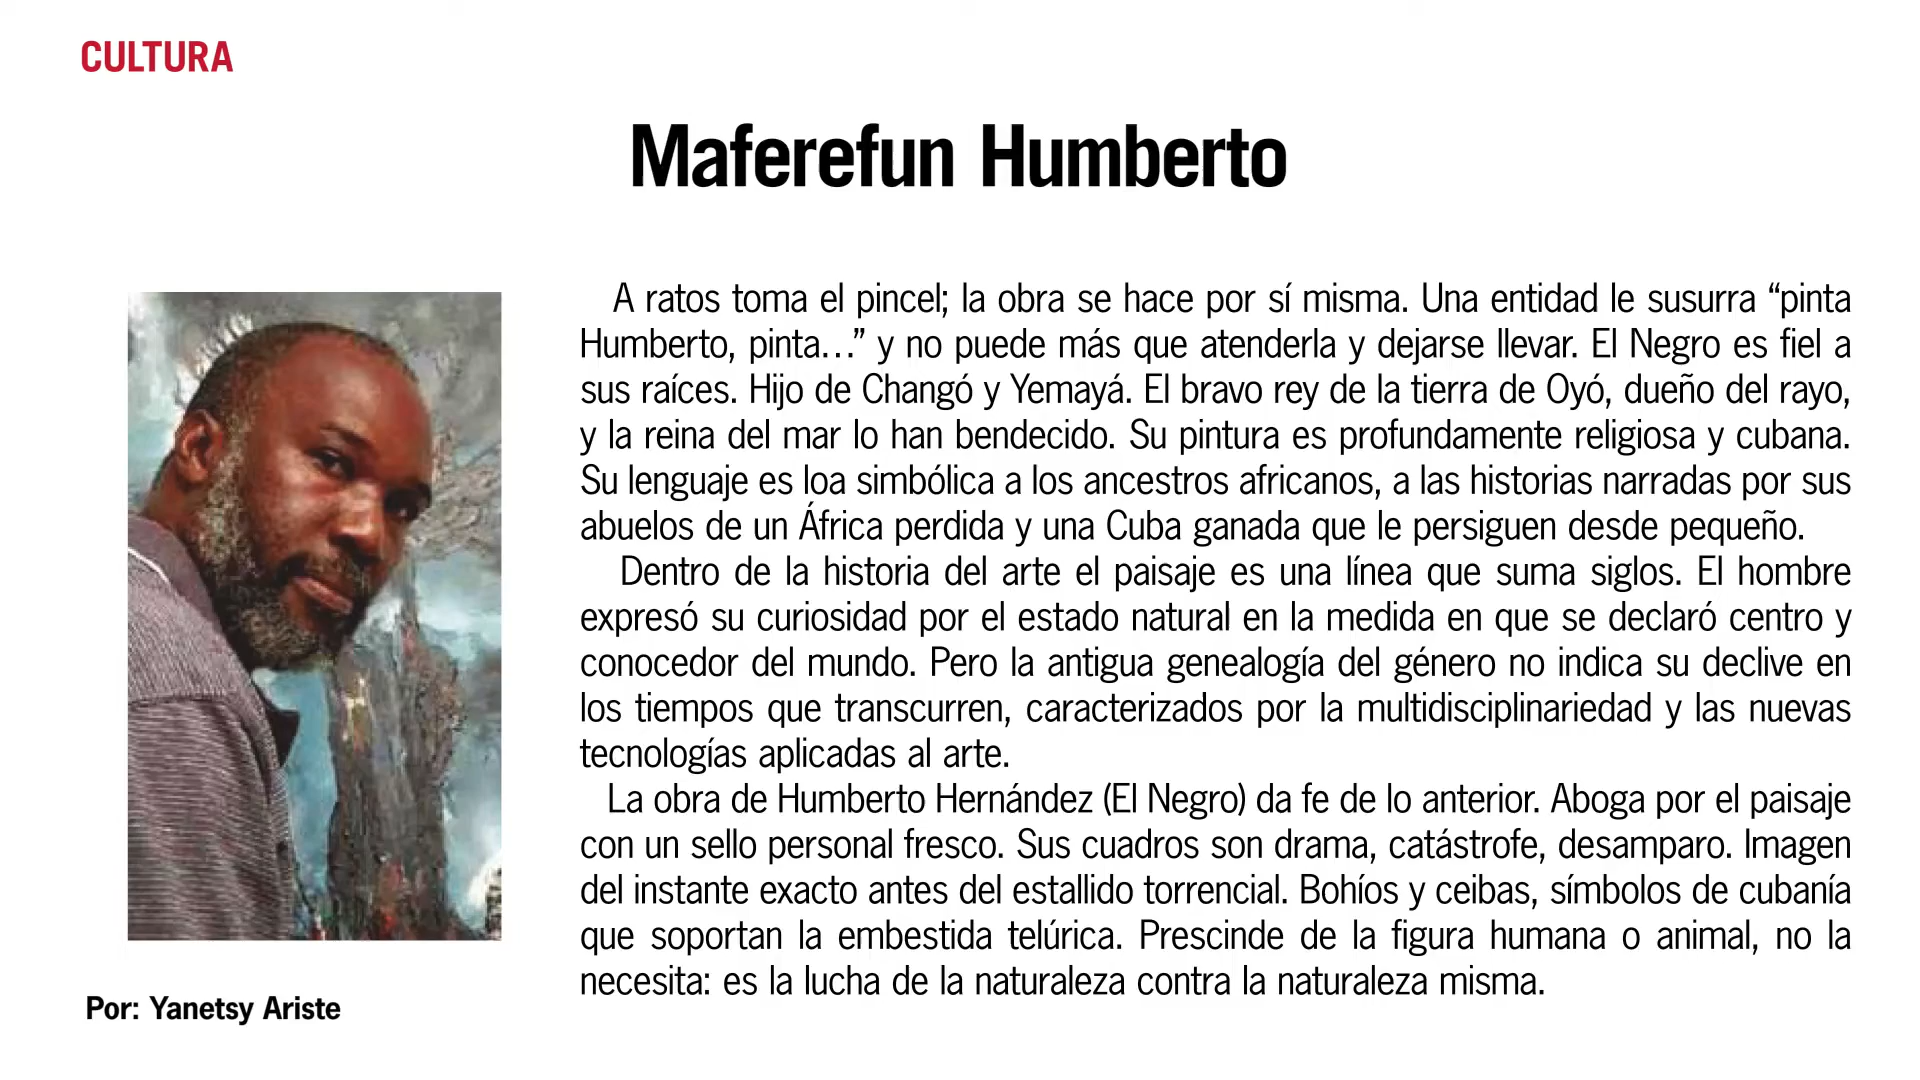 CULTURA
Maferefun Humberto
A ratos toma el pincel; la obra se hace por sí misma. Una entidad le susurra “pinta
Humberto, pinta…” y no puede más que atenderla y dejarse llevar. El Negro es fiel a
sus raíces. Hijo de Changó y Yemayá. El bravo rey de la tierra de Oyó, dueño del rayo,
y la reina del mar lo han bendecido. Su pintura es profundamente religiosa y cubana.
Su lenguaje es loa simbólica a los ancestros africanos, a las historias narradas por sus
abuelos de un África perdida y una Cuba ganada que le persiguen desde pequeño.
Dentro de la historia del arte el paisaje es una línea que suma siglos. El hombre
expresó su curiosidad por el estado natural en la medida en que se declaró centro y
conocedor del mundo. Pero la antigua genealogía del género no indica su declive en
los tiempos que transcurren, caracterizados por la multidisciplinariedad y las nuevas
tecnologías aplicadas al arte.
La obra de Humberto Hernández (El Negro) da fe de lo anterior. Aboga por el paisaje
con un sello personal fresco. Sus cuadros son drama, catástrofe, desamparo. Imagen
del instante exacto antes del estallido torrencial. Bohíos y ceibas, símbolos de cubanía
que soportan la embestida telúrica. Prescinde de la figura humana o animal, no la
necesita: es la lucha de la naturaleza contra la naturaleza misma.
Por: Yanetsy Ariste